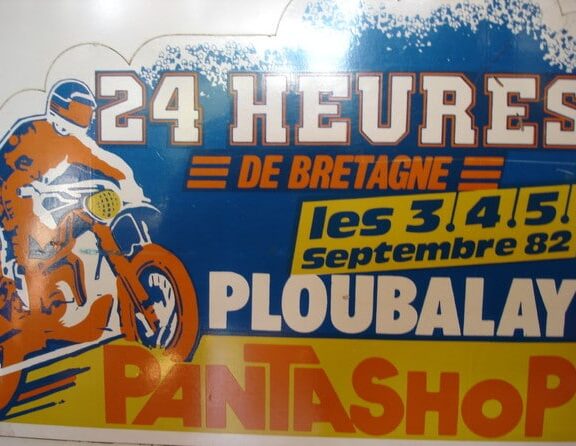 24 HEURES
DE BRETAGNE
les 3.4.5.
septembre 82
PLOUBALAY
PANTASHOP